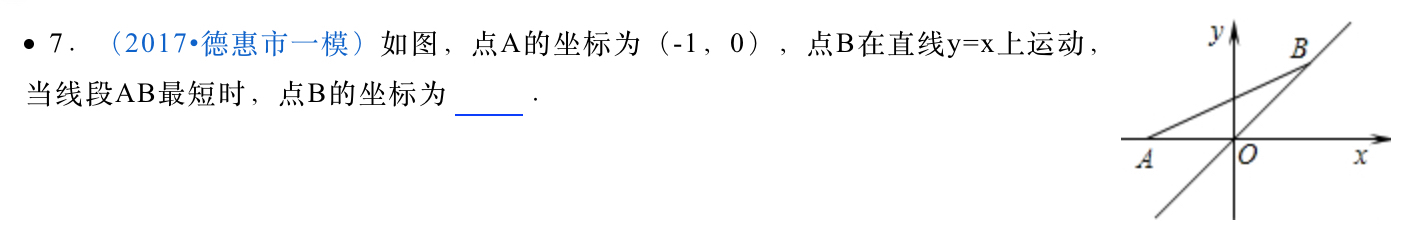 • 7. （2017•德惠市一模）如图，点A的坐标为（-1，0），点B在直线y=x上运动，
当线段AB最短时，点B的坐标为 ____ .
y
B
A
O
x